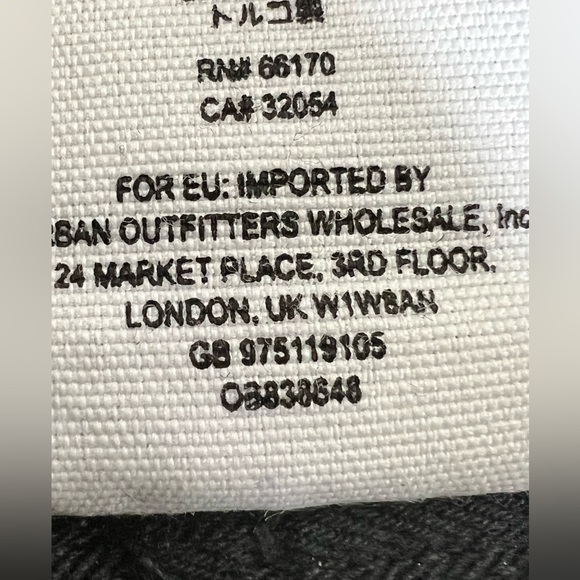 トルコ製
RN# 66170
CA# 32054
FOR EU: IMPORTED BY
BAN OUTFITTERS WHOLESALE, Inc
24 MARKET PLACE, 3RD FLOOR,
LONDON, UK W1W8AN
GB 975119105
OB838648